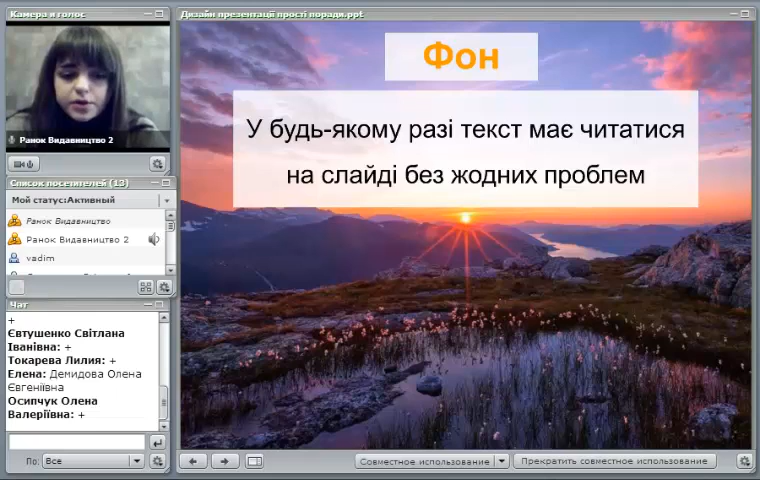 Камера и голос
Ранок Видавництво 2
Список посетителей (13)
Мой статус:Активный
Ранок Видавництво
Ранок Видавництво 2
vadim
Чат
+
Євтушенко Світлана
Іванівна: +
Токарева Лилия: +
Елена: Демидова Олена
Євгеніївна
Осипчук Олена
Валеріївна: +
По: Все
Дизайн презентації прості поради.ppt
Фон
У будь-якому разі текст має читатися
на слайді без жодних проблем
Совместное использование
Прекратить совместное использование